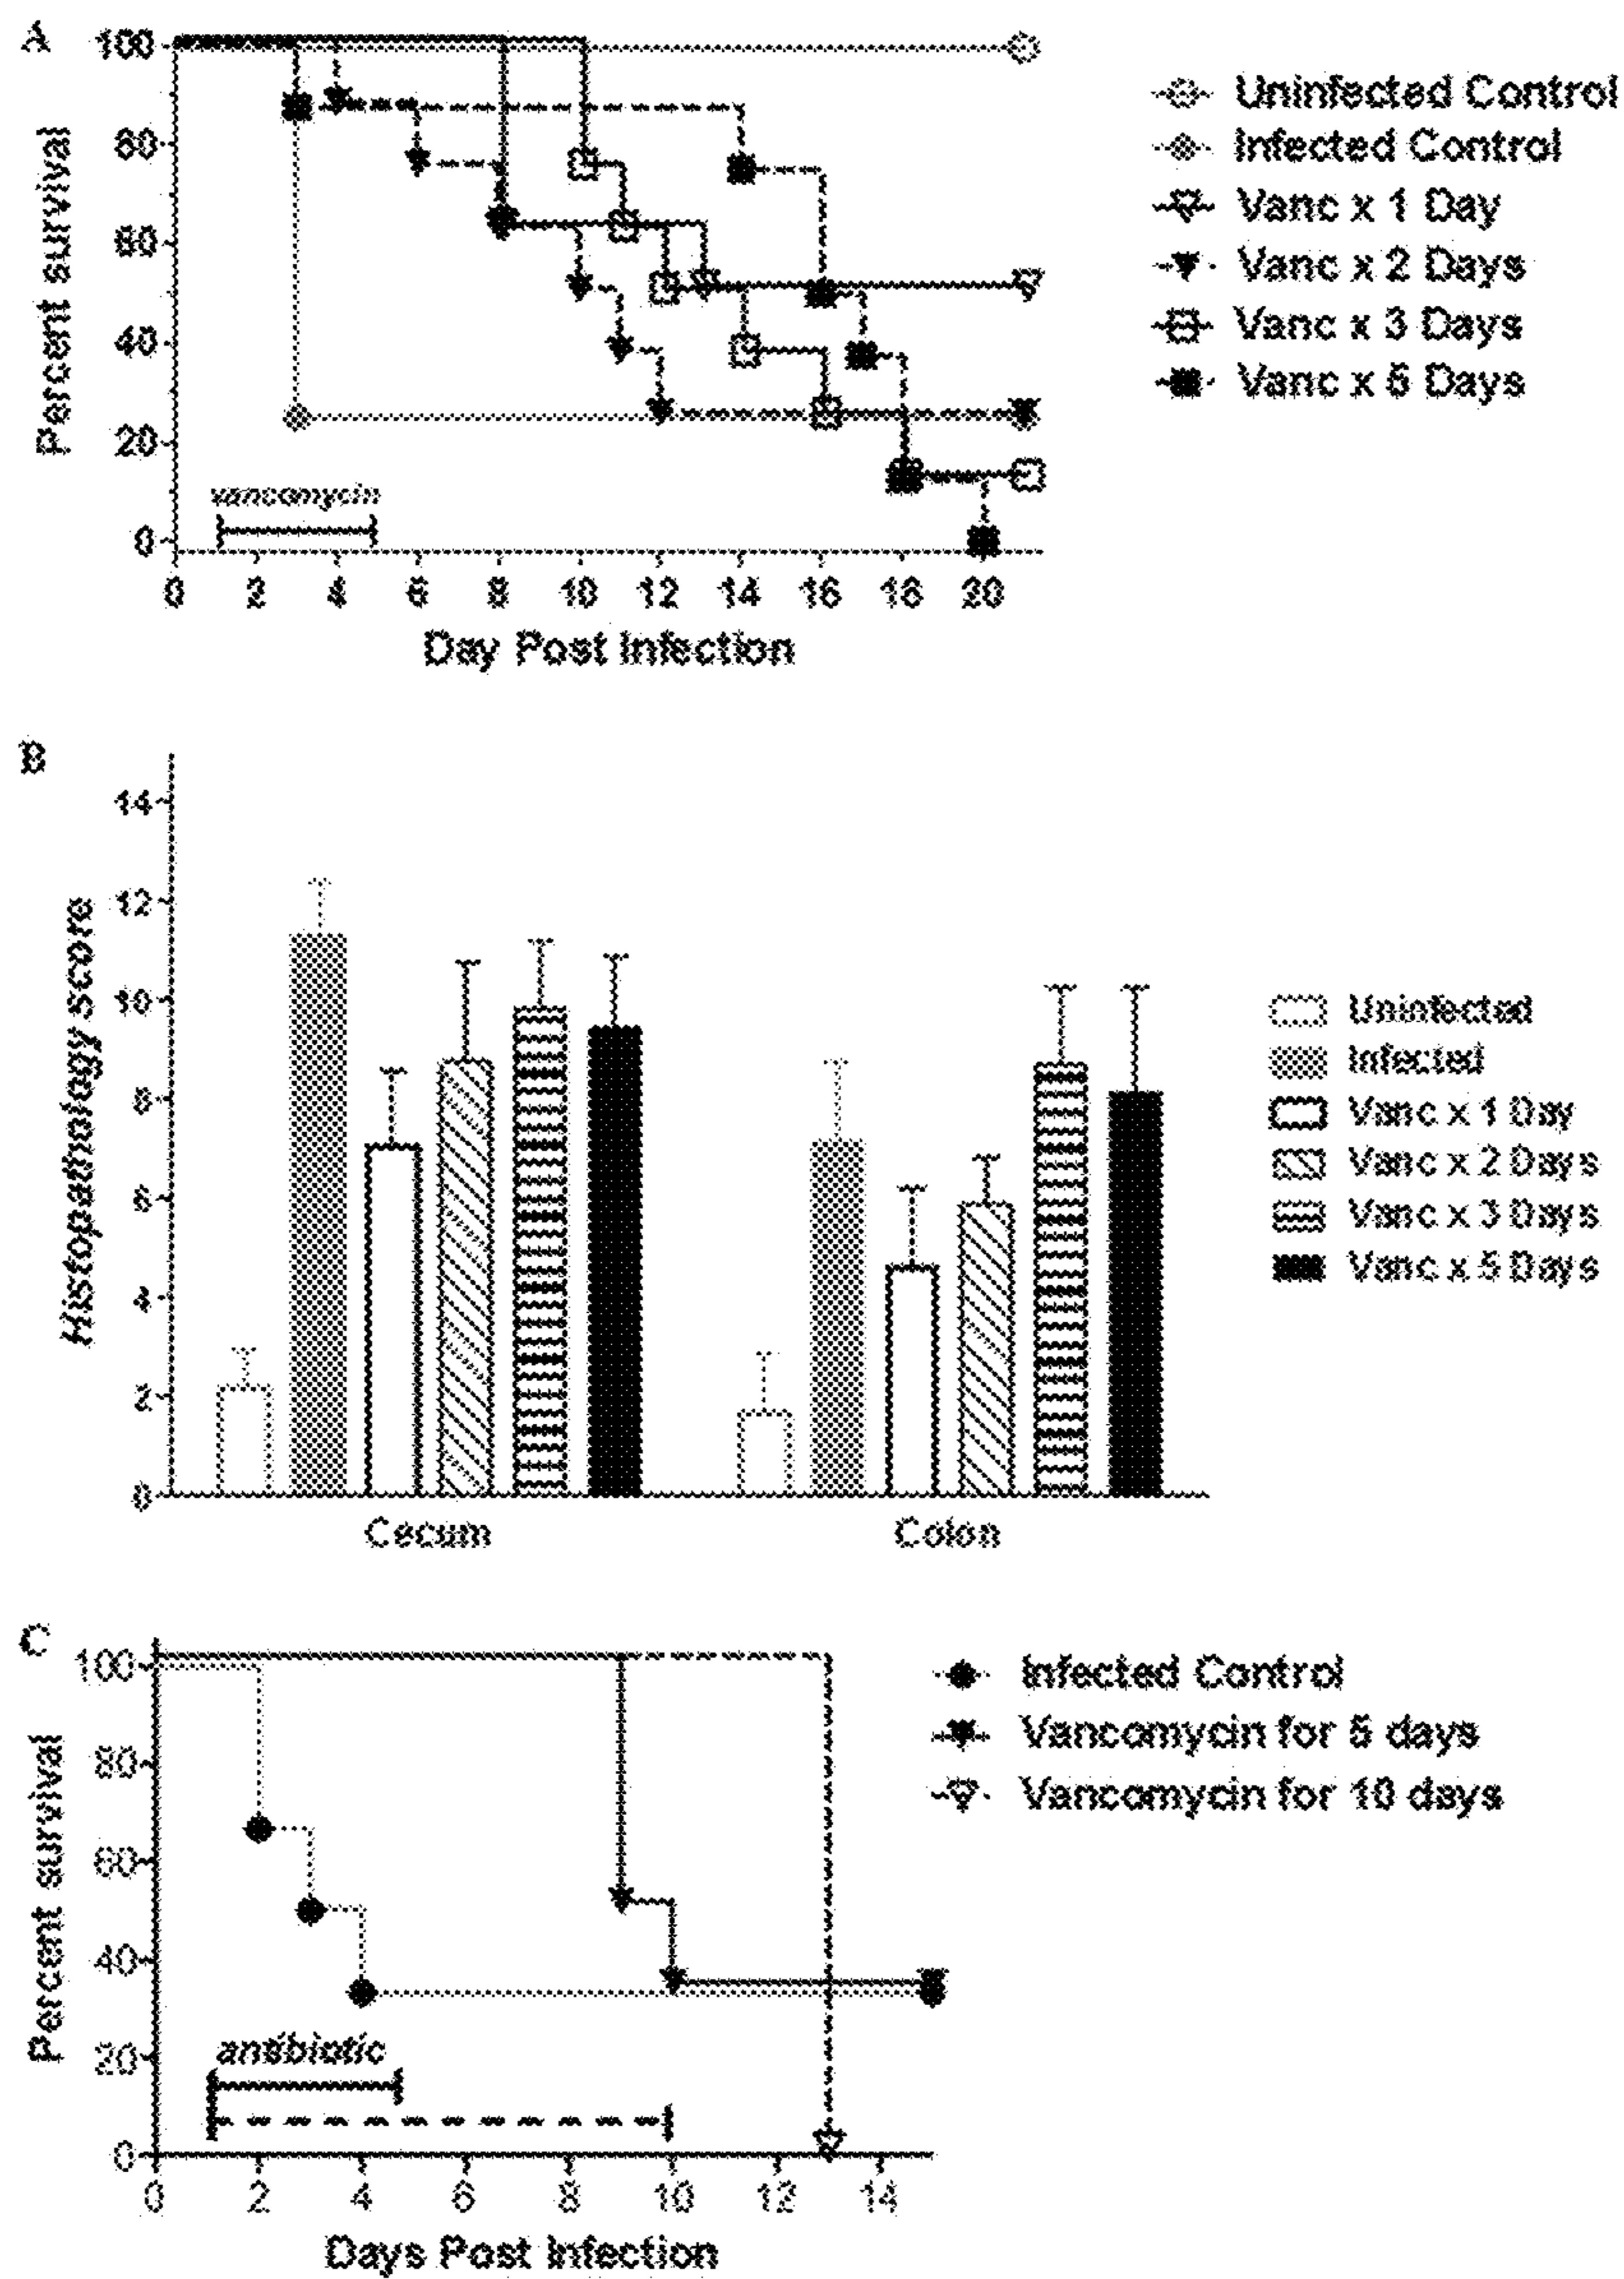 A
100
80
60
40
20
0
Percent survival
vancomycin
0 2 4 6 8 10 12 14 16 18 20
Day Post Infection
Uninfected Control
Infected Control
Vanc x 1 Day
Vanc x 2 Days
Vanc x 3 Days
Vanc x 5 Days
B
14
12
10
8
6
4
2
0
Histopathology score
Cecum Colon
Uninfected
Infected
Vanc x 1 Day
Vanc x 2 Days
Vanc x 3 Days
Vanc x 5 Days
C
100
80
60
40
20
0
Percent survival
antibiotic
0 2 4 6 8 10 12 14
Days Post Infection
Infected Control
Vancomycin for 5 days
Vancomycin for 10 days